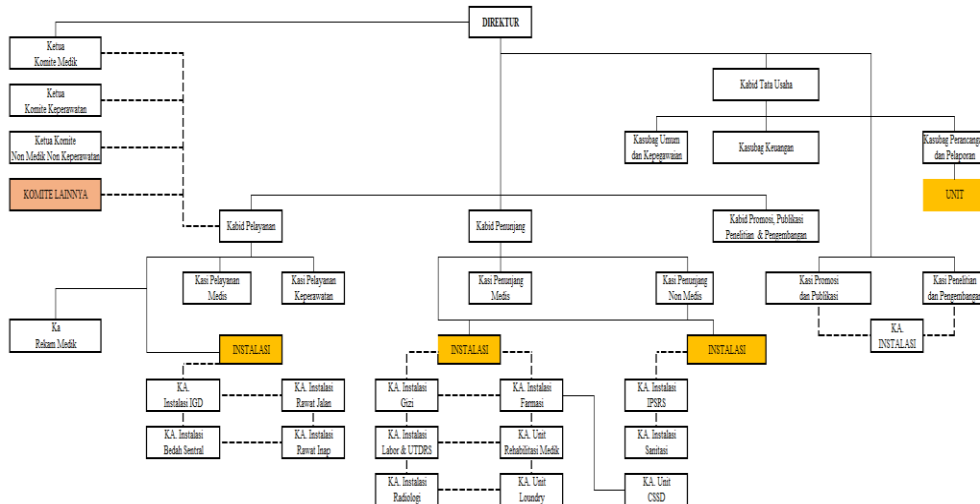 DIREKTUR
Ketua
Komite Medik
Kabid Tata Usaha
Ketua
Komite Keperawatan
Ketua Komite
Non Medik Non Keperawatan
Kasubag Umum
dan Kepegawaian
Kasubag Keuangan
Kasubag Perancanga
dan Pelaporan
KOMITE LAINNYA
UNIT
Kabid Pelayanan
Kabid Penunjang
Kabid Promosi, Publikasi
Penelitian & Pengembangan
Kasi Pelayanan
Medis
Kasi Pelayanan
Keperawatan
Kasi Penunjang
Medis
Kasi Penunjang
Non Medis
Kasi Promosi
dan Publikasi
Kasi Penelitian
dan Pengembangan
Ka
Rekam Medik
KA.
INSTALASI
INSTALASI
INSTALASI
INSTALASI
KA.
Instalasi IGD
KA. Instalasi
Rawat Jalan
KA. Instalasi
Gizi
KA. Instalasi
Farmasi
KA. Instalasi
IPSRS
KA. Instalasi
Bedah Sentral
KA. Instalasi
Rawat Inap
KA. Instalasi
Labor & UTDRS
KA. Unit
Rehabilitasi Medik
KA. Instalasi
Sanitasi
KA. Instalasi
Radiologi
KA. Unit
Loundry
KA. Unit
CSSD